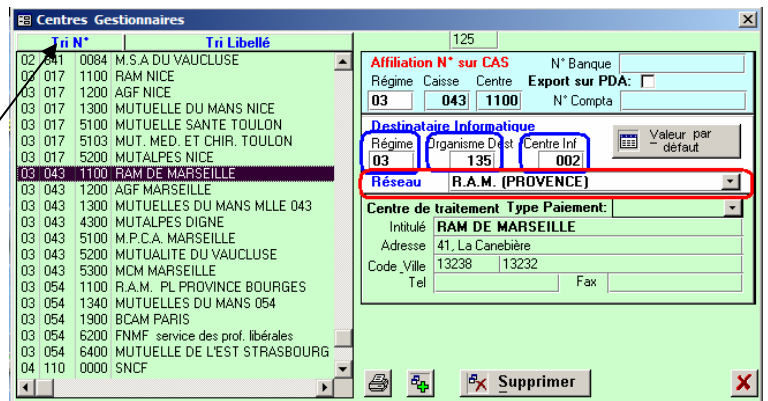 Centres Gestionnaires
Tri N° Tri Libellé
02 041 0084 M.S.A DU VAUCLUSE
03 017 1100 RAM NICE
03 017 1200 AGF NICE
03 017 1300 MUTUELLE DU MANS NICE
03 017 5100 MUTUELLE SANTE TOULON
03 017 5103 MUT. MED. ET CHIR. TOULON
03 017 5200 MUTALPES NICE
03 043 1100 RAM DE MARSEILLE
03 043 1200 AGF MARSEILLE
03 043 1300 MUTUELLES DU MANS MLLE 043
03 043 4300 MUTALPES DIGNE
03 043 5100 M.P.C.A. MARSEILLE
03 043 5200 MUTUALITE DU VAUCLUSE
03 043 5300 MCM MARSEILLE
03 054 1100 R.A.M. PL PROVINCE BOURGES
03 054 1340 MUTUELLES DU MANS 054
03 054 1900 BCAM PARIS
03 054 6200 FNMF service des prof. libérales
03 054 6400 MUTUELLE DE L'EST STRASBOURG
04 110 0000 SNCF
125
Affiliation N° sur CAS N° Banque
Régime Caisse Centre Export sur PDA:
03 043 1100 N° Compta
Destinataire Informatique
Régime Organisme Dest Centre Inf Valeur par défaut
03 135 002
Réseau R.A.M. (PROVENCE)
Centre de traitement Type Paiement:
Intitulé RAM DE MARSEILLE
Adresse 41, La Canebière
Code_Ville 13238 13232
Tel Fax
Supprimer